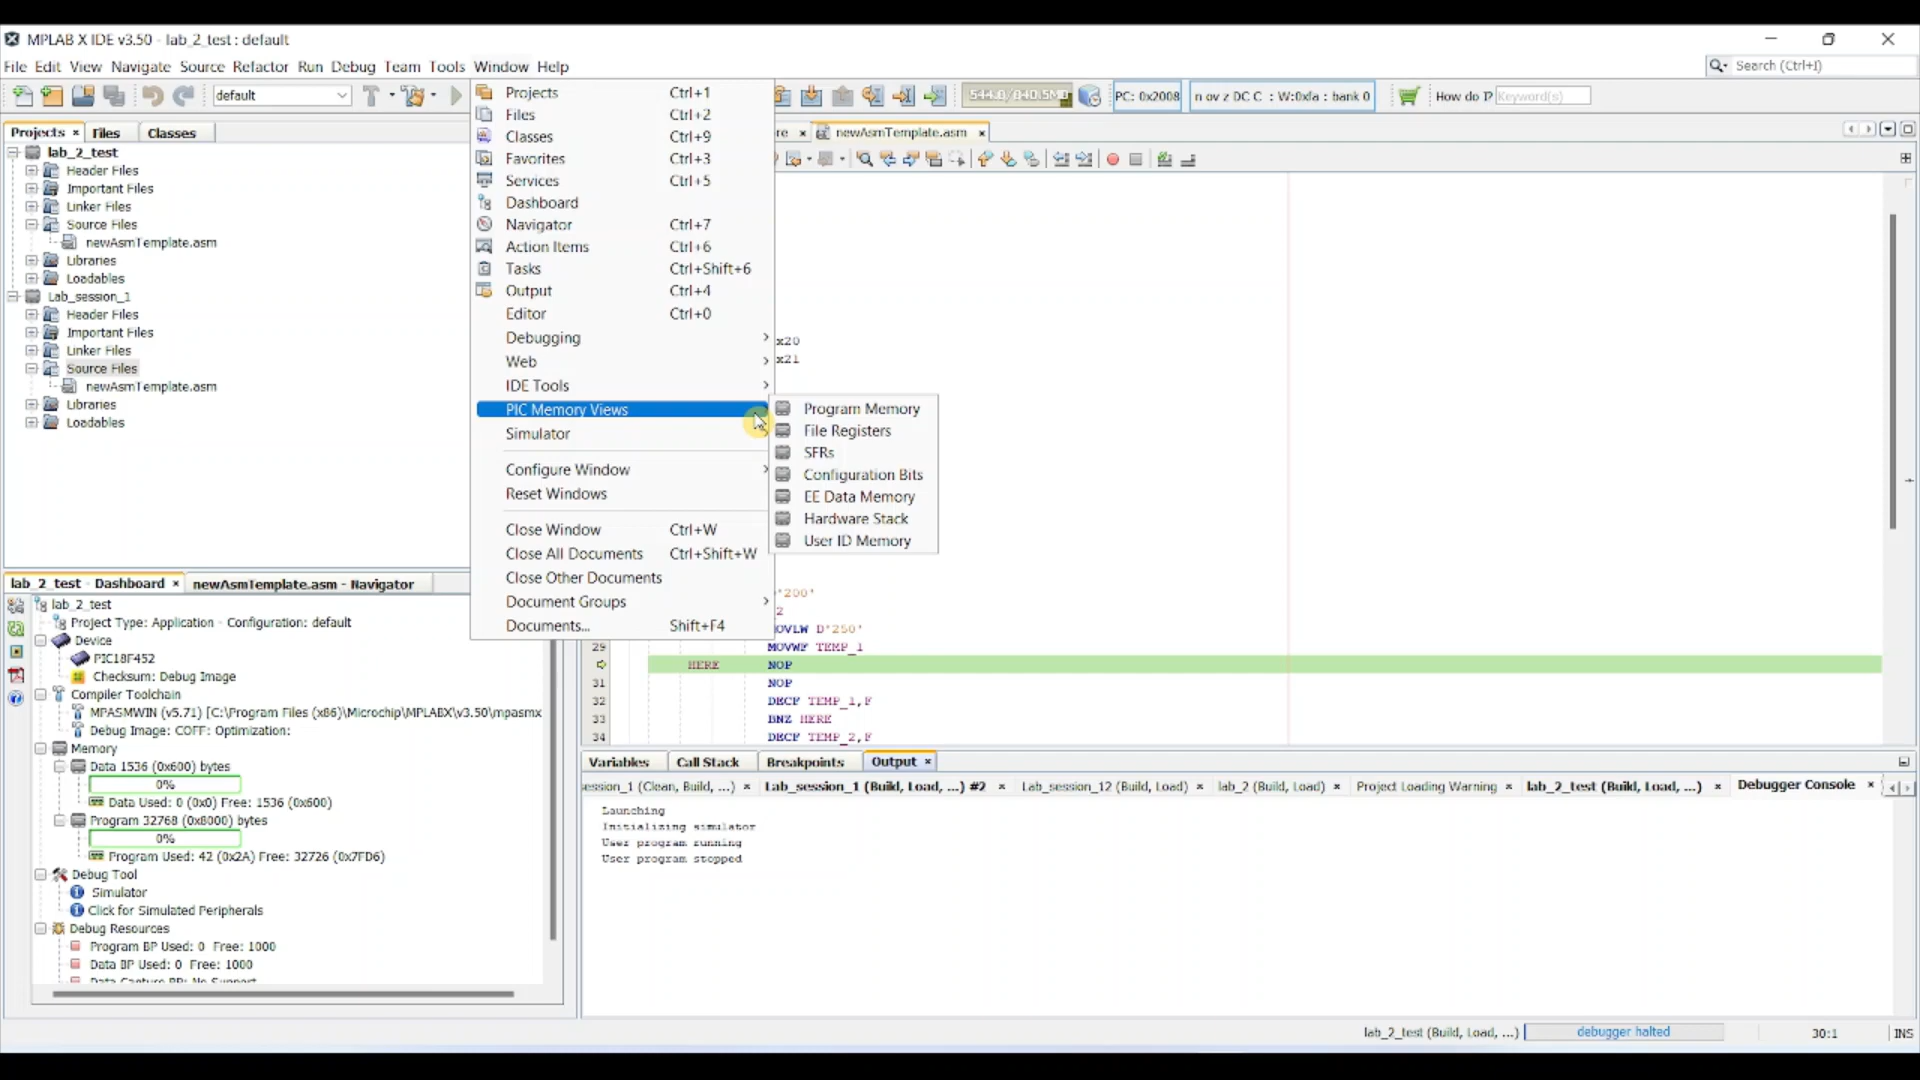 MPLAB X IDE v3.50 - lab_2_test : default
File Edit View Navigate Source Refactor Run Debug Team Tools Window Help
Search (Ctrl+I)
default
PC: 0x2008
n ov z DC C : W:0xfa : bank 0
How do I?
Keyword(s)
Projects
Files
Classes
newAsmTemplate.asm
lab_2_test
Header Files
Important Files
Linker Files
Source Files
newAsmTemplate.asm
Libraries
Loadables
Lab_session_1
Header Files
Important Files
Linker Files
Source Files
newAsmTemplate.asm
Libraries
Loadables
Projects Ctrl+1
Files Ctrl+2
Classes Ctrl+9
Favorites Ctrl+3
Services Ctrl+5
Dashboard
Navigator Ctrl+7
Action Items Ctrl+6
Tasks Ctrl+Shift+6
Output Ctrl+4
Editor Ctrl+0
Debugging
Web
IDE Tools
PIC Memory Views
Simulator
Configure Window
Reset Windows
Close Window Ctrl+W
Close All Documents Ctrl+Shift+W
Close Other Documents
Document Groups
Documents... Shift+F4
Program Memory
File Registers
SFRs
Configuration Bits
EE Data Memory
Hardware Stack
User ID Memory
x20
x21
'200'
2
OVLW D'250'
29 MOVWF TEMP_1
HERE NOP
31 NOP
32 DECF TEMP_1,F
33 BNZ HERE
34 DECF TEMP_2,F
lab_2_test - Dashboard
newAsmTemplate.asm - Navigator
lab_2_test
Project Type: Application - Configuration: default
Device
PIC18F452
Checksum: Debug Image
Compiler Toolchain
MPASMWIN (v5.71) [C:\Program Files (x86)\Microchip\MPLABX\v3.50\mpasmx
Debug Image: COFF: Optimization:
Memory
Data 1536 (0x600) bytes
0%
Data Used: 0 (0x0) Free: 1536 (0x600)
Program 32768 (0x8000) bytes
0%
Program Used: 42 (0x2A) Free: 32726 (0x7FD6)
Debug Tool
Simulator
Click for Simulated Peripherals
Debug Resources
Program BP Used: 0 Free: 1000
Data BP Used: 0 Free: 1000
Data Capture BP: No Support
Variables
Call Stack
Breakpoints
Output
ession_1 (Clean, Build, ...)
Lab_session_1 (Build, Load, ...) #2
Lab_session_12 (Build, Load)
lab_2 (Build, Load)
Project Loading Warning
lab_2_test (Build, Load, ...)
Debugger Console
Launching
Initializing simulator
User program running
User program stopped
lab_2_test (Build, Load, ...)
debugger halted
30:1
INS